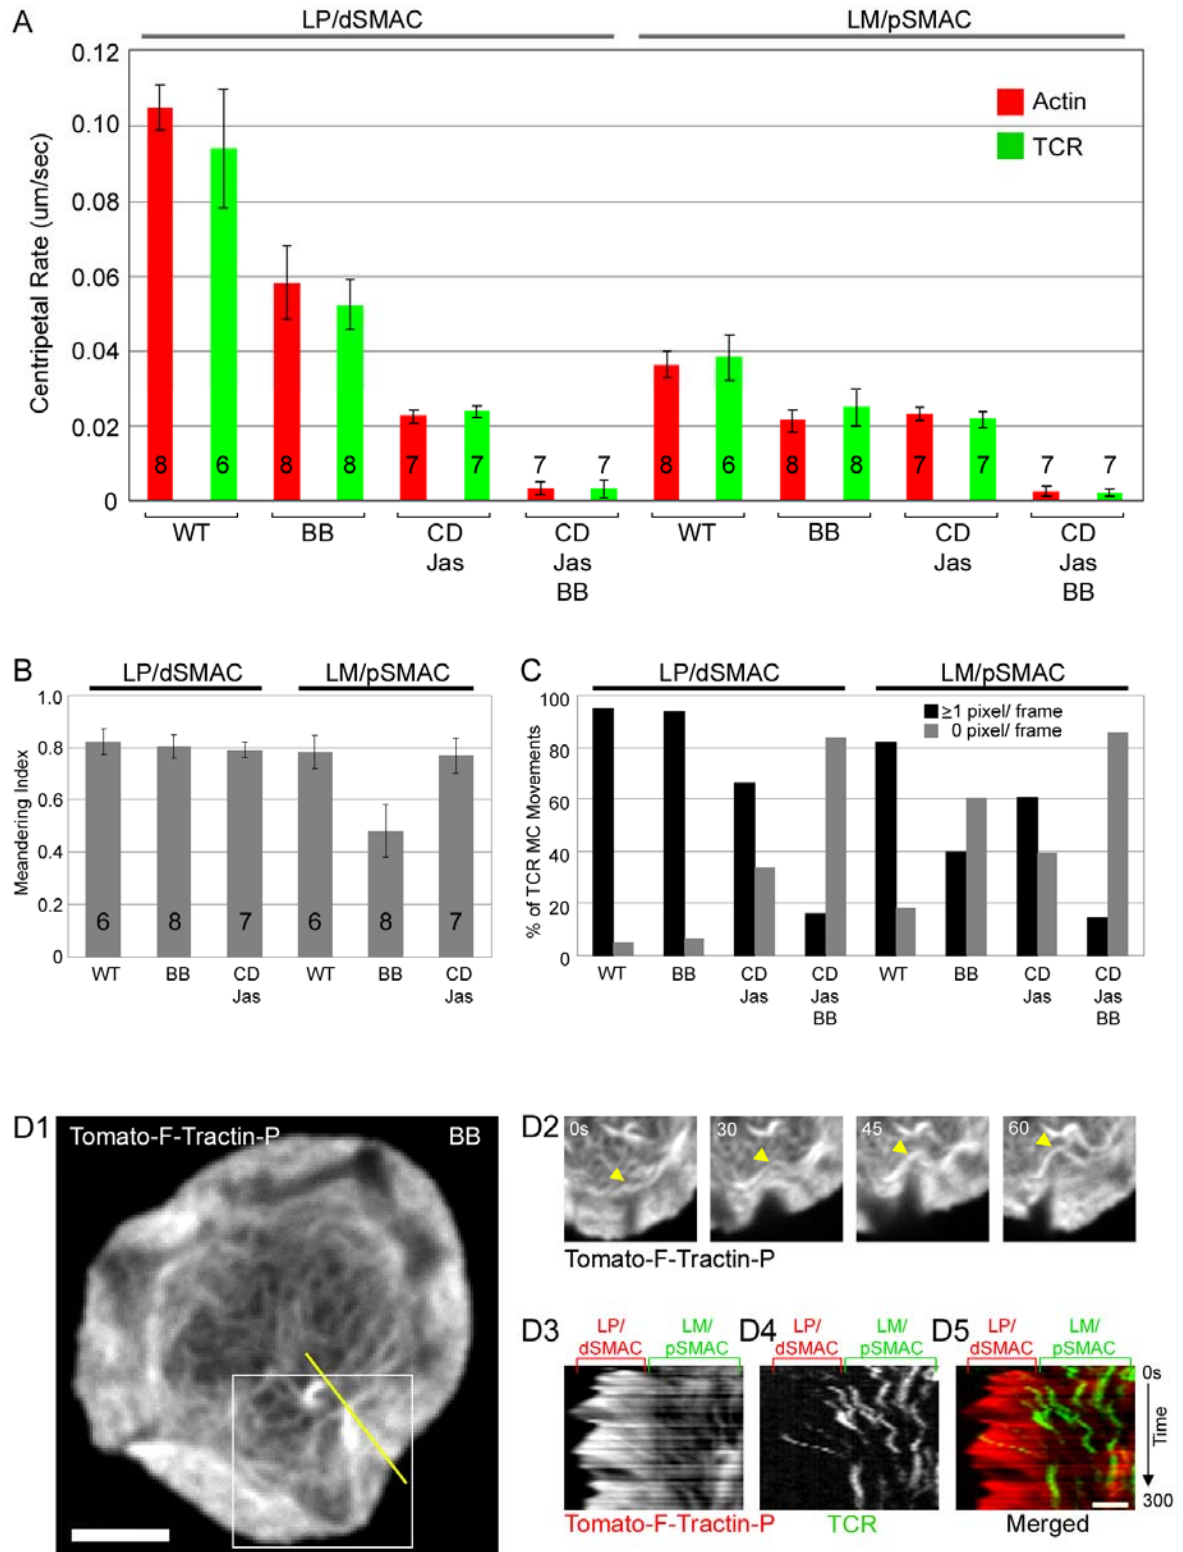 A
LP/dSMAC
LM/pSMAC
Centripetal Rate (um/sec)
0.12
0.10
0.08
0.06
0.04
0.02
0
Actin
TCR
8 6 8 8 7 7 7 7 8 6 8 8 7 7 7 7
WT BB CD Jas CD Jas BB WT BB CD Jas CD Jas BB
B
LP/dSMAC
LM/pSMAC
Meandering Index
1.0
0.8
0.6
0.4
0.2
0
6 8 7 6 8 7
WT BB CD Jas WT BB CD Jas
C
LP/dSMAC
LM/pSMAC
% of TCR MC Movements
100
80
60
40
20
0
≥1 pixel/ frame
0 pixel/ frame
WT BB CD Jas CD Jas BB WT BB CD Jas CD Jas BB
D1
Tomato-F-Tractin-P
BB
D2
0s 30 45 60
Tomato-F-Tractin-P
D3
LP/ dSMAC
LM/ pSMAC
Tomato-F-Tractin-P
D4
LP/ dSMAC
LM/ pSMAC
TCR
D5
LP/ dSMAC
LM/ pSMAC
0s
Time
300
Merged